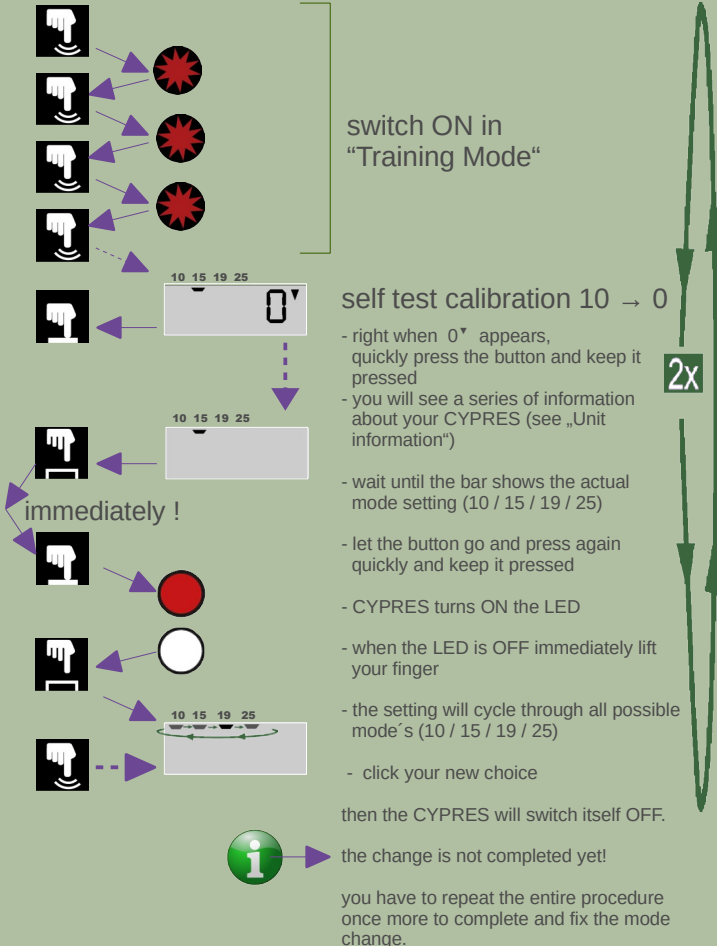 switch ON in
“Training Mode“
10 15 19 25
0▼
self test calibration 10 → 0
- right when 0▼ appears,
quickly press the button and keep it
pressed
- you will see a series of information
about your CYPRES (see „Unit
information“)
2x
10 15 19 25
- wait until the bar shows the actual
mode setting (10 / 15 / 19 / 25)
immediately !
- let the button go and press again
quickly and keep it pressed
- CYPRES turns ON the LED
- when the LED is OFF immediately lift
your finger
10 15 19 25
- the setting will cycle through all possible
mode´s (10 / 15 / 19 / 25)
- click your new choice
then the CYPRES will switch itself OFF.
i
the change is not completed yet!
you have to repeat the entire procedure
once more to complete and fix the mode
change.